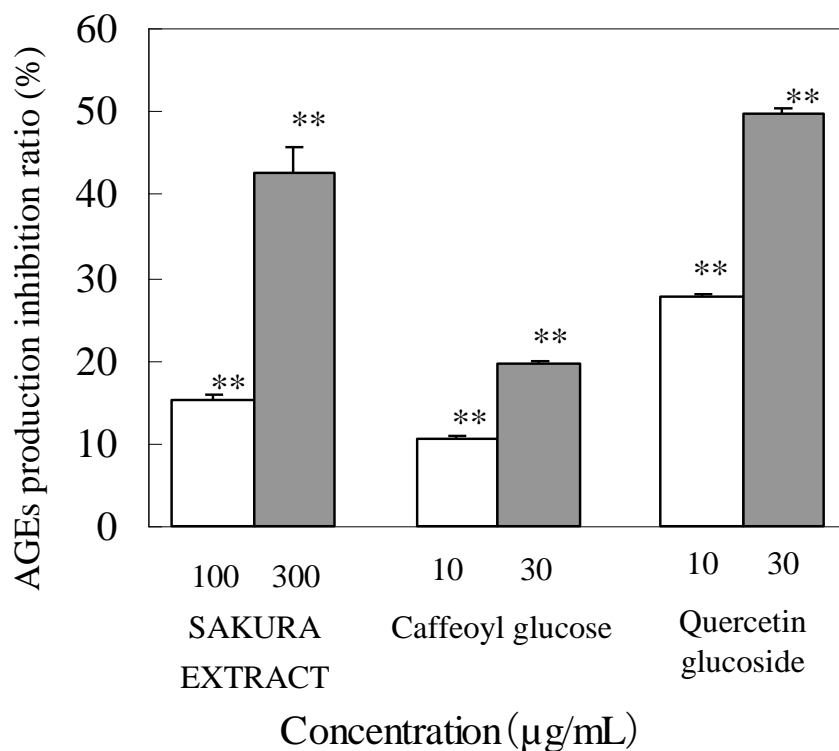 AGEs production inhibition ratio (%)
60
50
40
30
20
10
0
**
**
**
**
**
**
100 300 10 30 10 30
SAKURA
EXTRACT
Caffeoyl glucose
Quercetin
glucoside
Concentration (μg/mL)